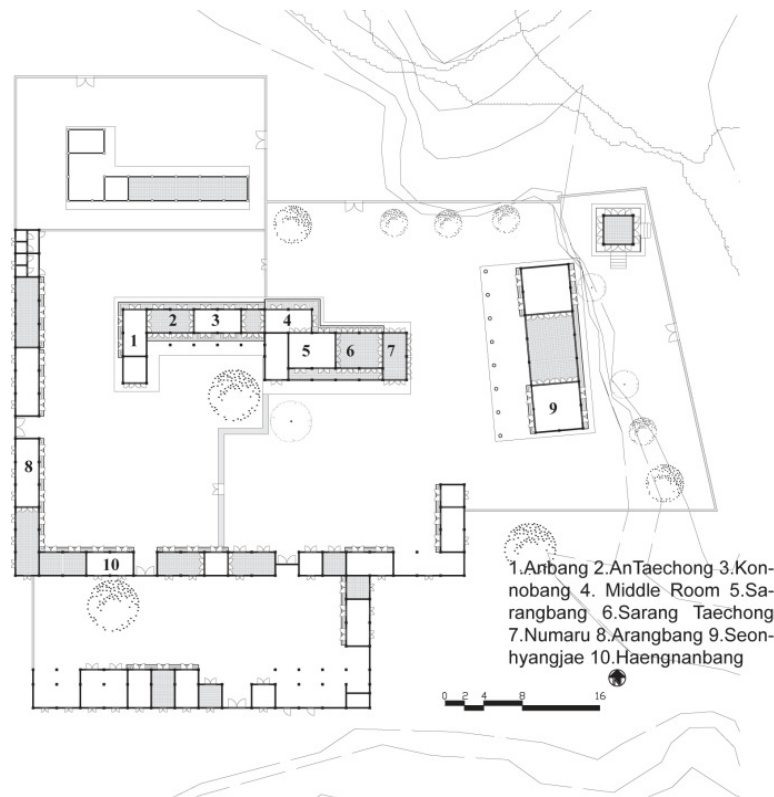 1
2
3
4
5
6
7
8
9
10
1.Anbang 2.AnTaechong 3.Kon-
nobang 4. Middle Room 5.Sa-
rangbang 6.Sarang Taechong
7.Numaru 8.Arangbang 9.Seon-
hyangjae 10.Haengnanbang
0 2 4 8 16